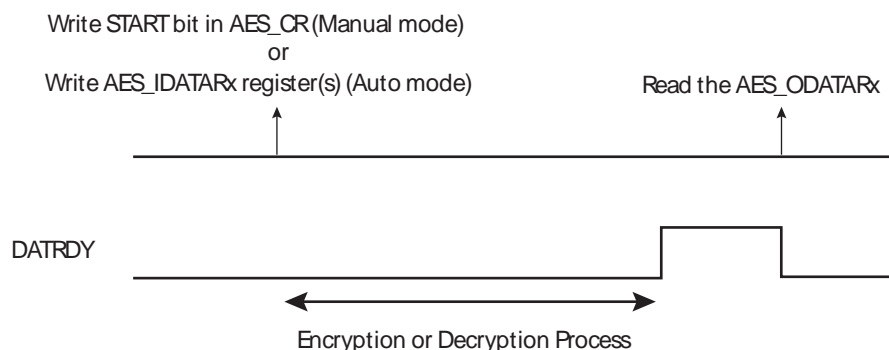 Write START bit in AES_CR (Manual mode)
or
Write AES_IDATARx register(s) (Auto mode)
Read the AES_ODATARx
DATRDY
Encryption or Decryption Process